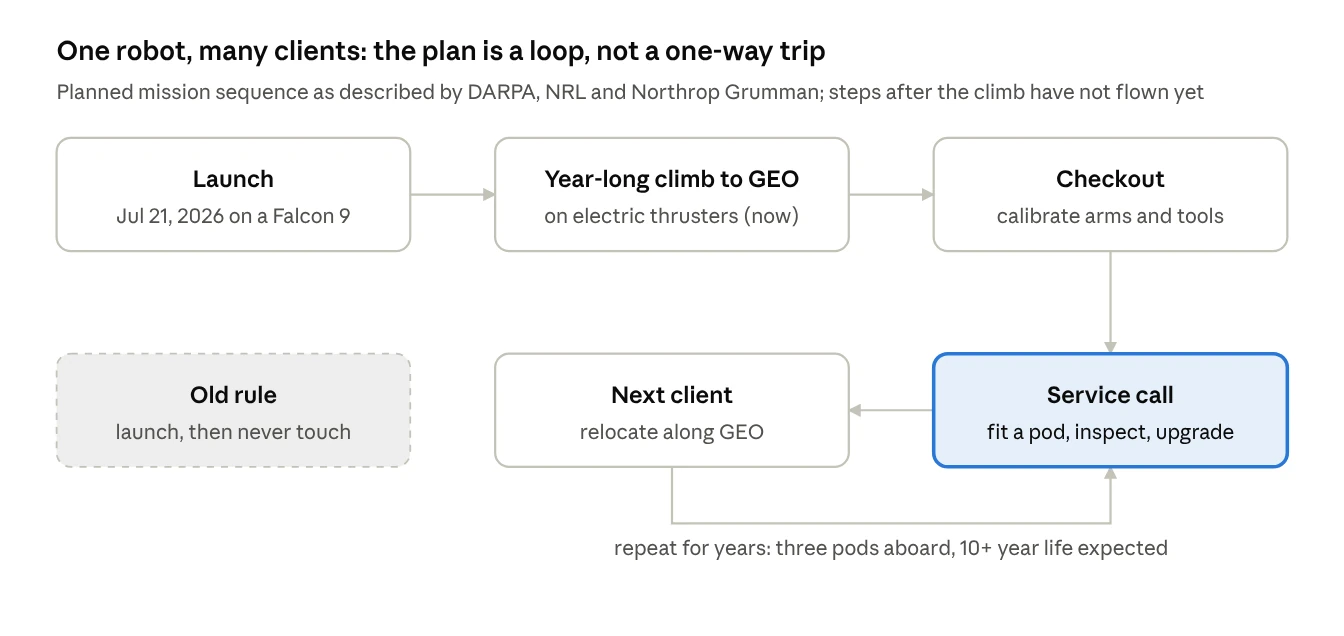 One robot, many clients: the plan is a loop, not a one-way trip
Planned mission sequence as described by DARPA, NRL and Northrop Grumman; steps after the climb have not flown yet
Launch
Jul 21, 2026 on a Falcon 9
Year-long climb to GEO
on electric thrusters (now)
Checkout
calibrate arms and tools
Old rule
launch, then never touch
Next client
relocate along GEO
Service call
fit a pod, inspect, upgrade
repeat for years: three pods aboard, 10+ year life expected